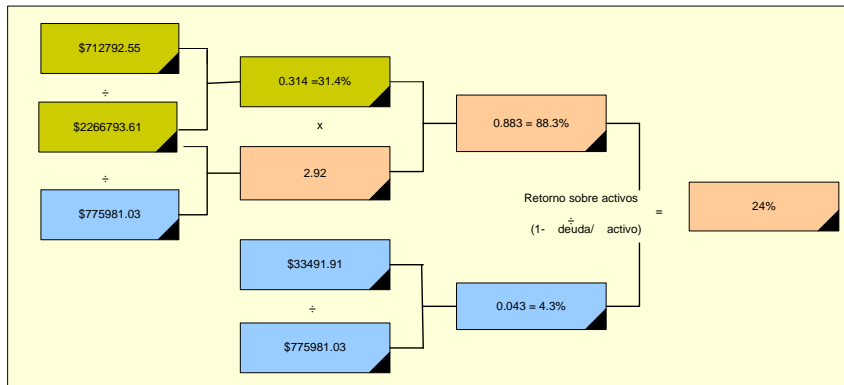 $712792.55
÷
$2266793.61
÷
$775981.03
0.314 =31.4%
x
2.92
$33491.91
÷
$775981.03
0.883 = 88.3%
0.043 = 4.3%
Retorno sobre activos
÷
(1- deuda/ activo)
=
24%